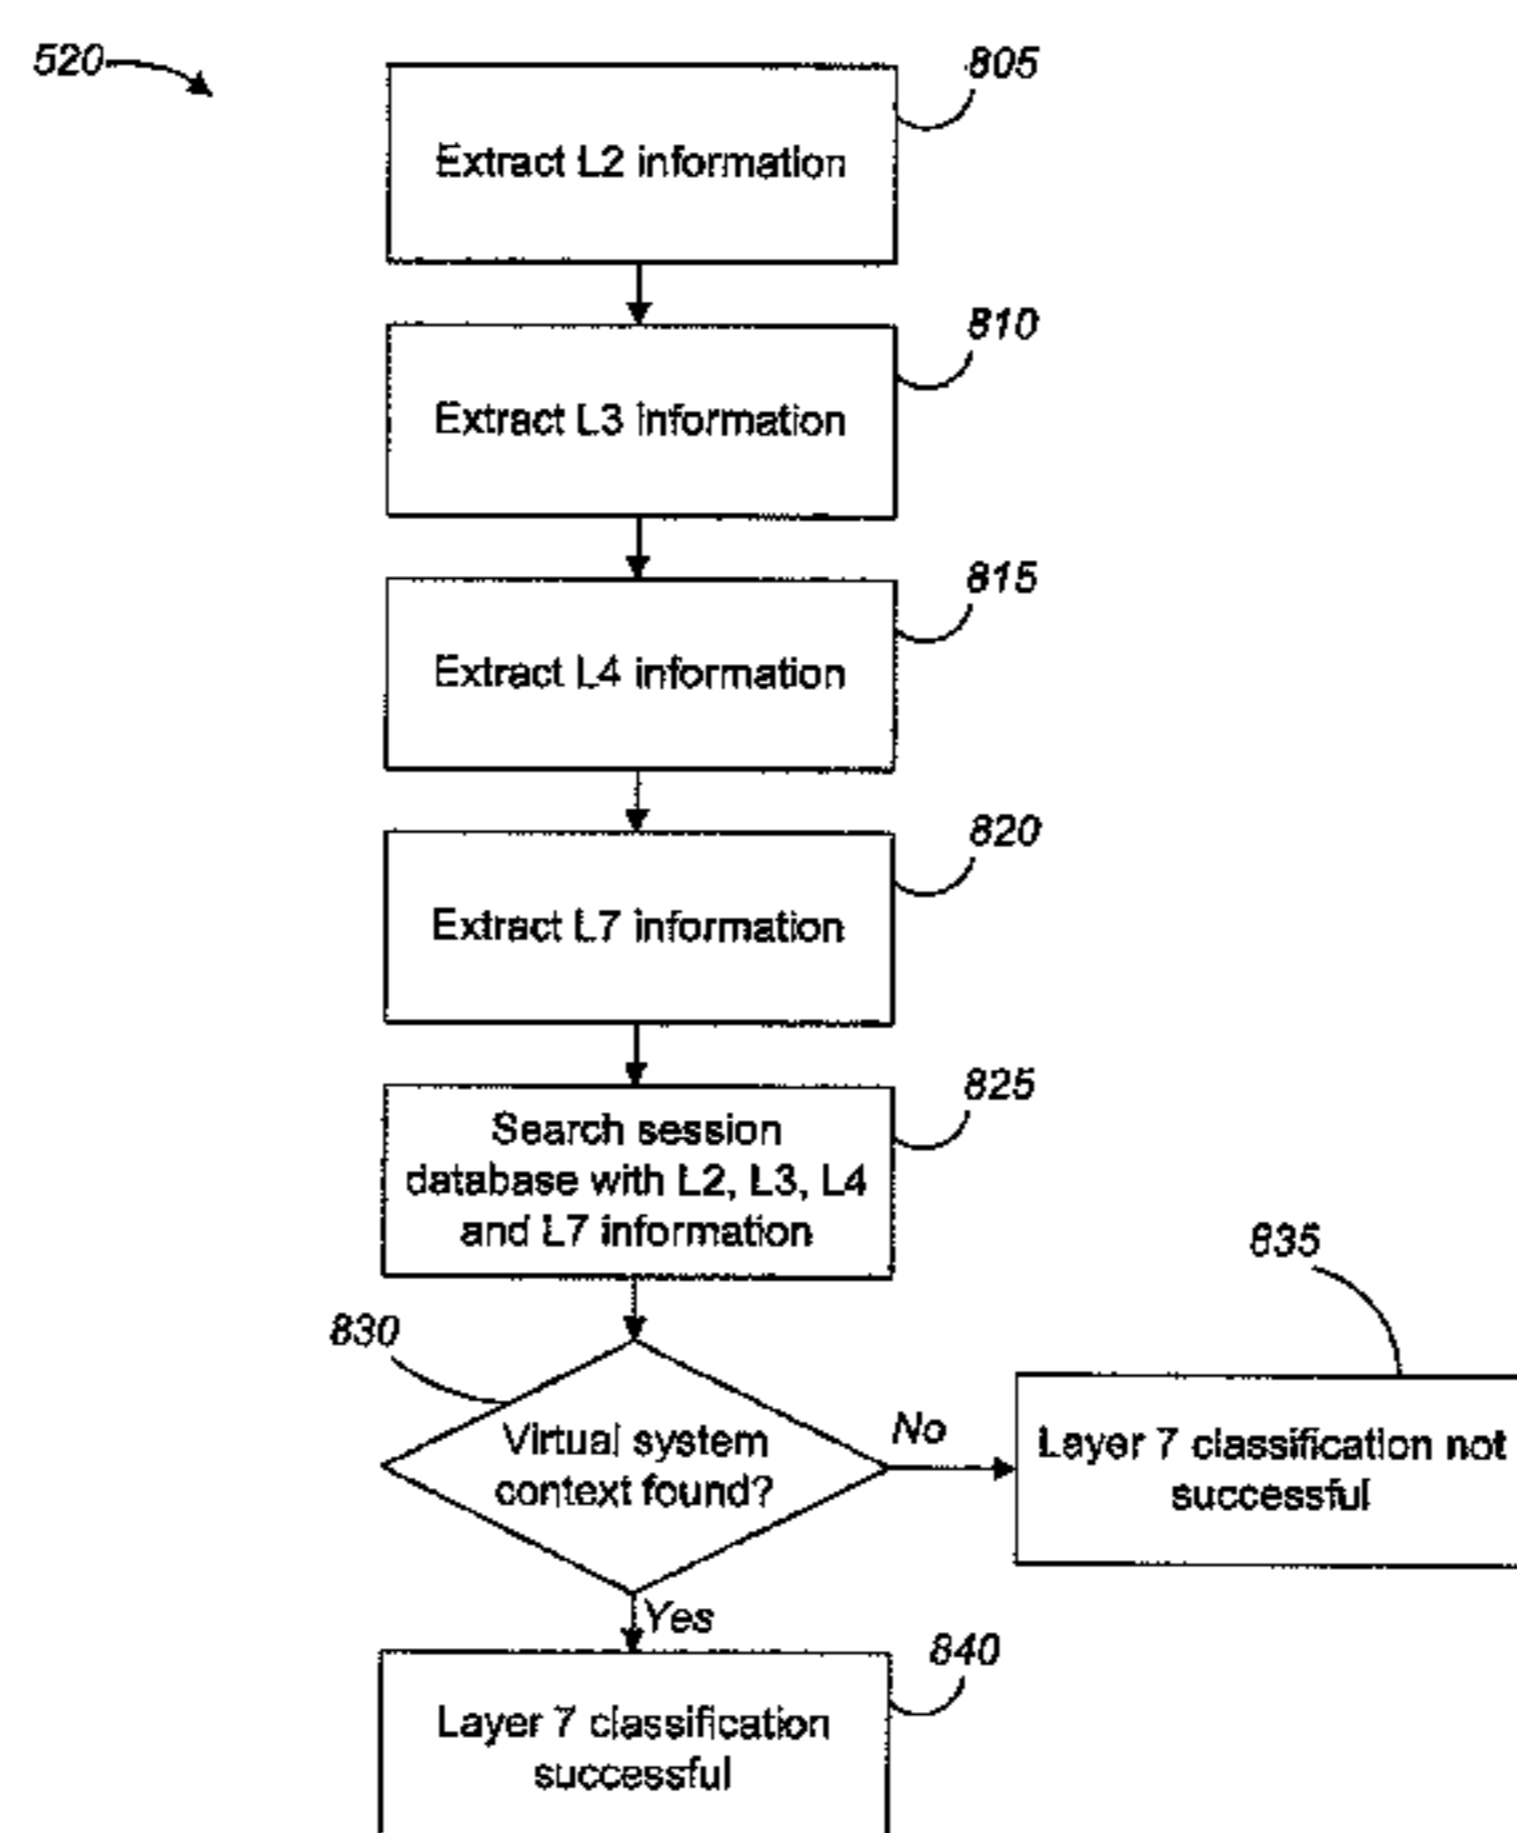 520
805
Extract L2 information
810
Extract L3 information
815
Extract L4 information
820
Extract L7 information
825
Search session
database with L2, L3, L4
and L7 information
830
Virtual system
context found?
No
835
Layer 7 classification not
successful
Yes
840
Layer 7 classification
successful